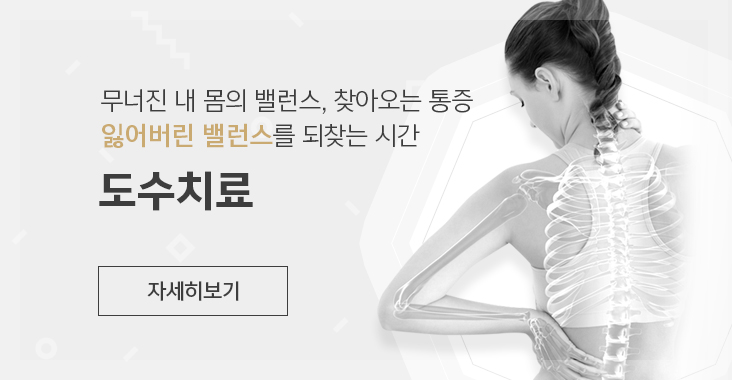 무너진 내 몸의 밸런스, 찾아오는 통증
잃어버린 밸런스를 되찾는 시간
도수치료
자세히보기